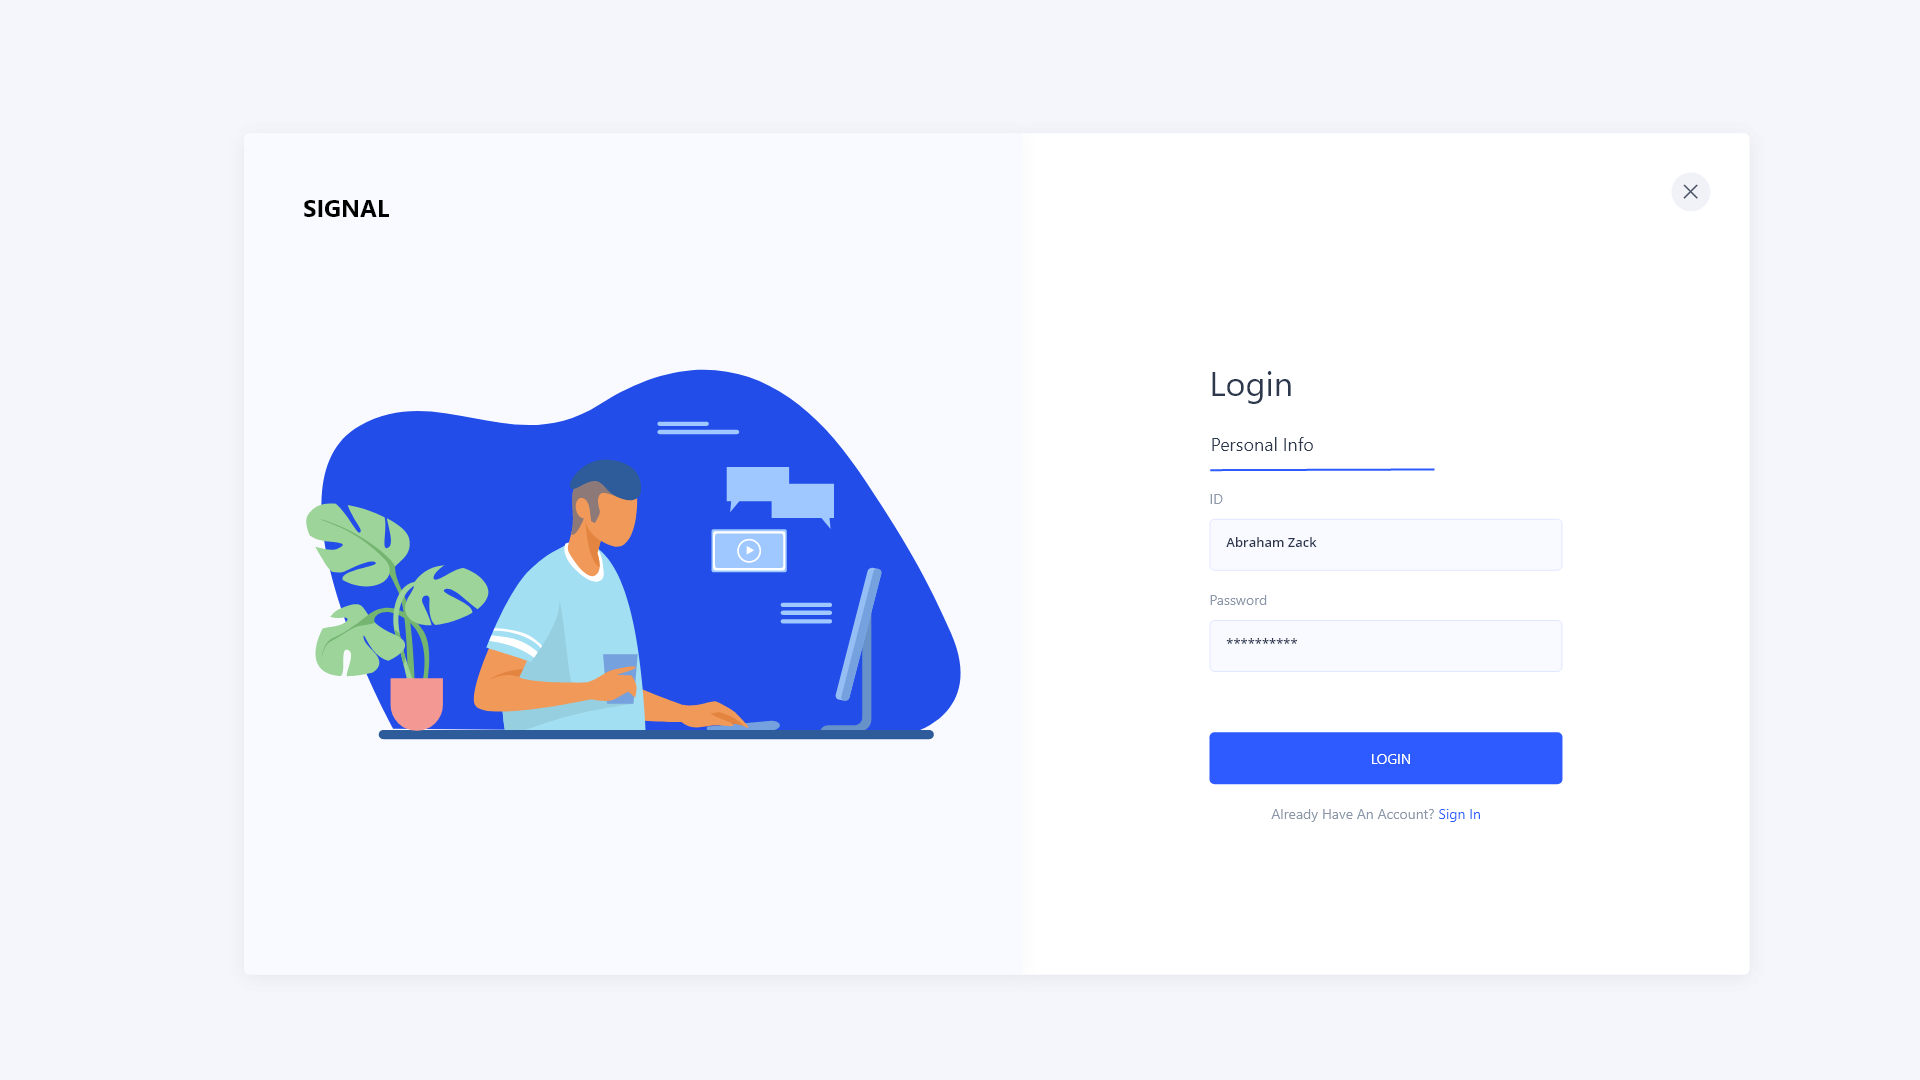 SIGNAL
Login
Personal Info
ID
Abraham Zack
Password
**********
LOGIN
Already Have An Account? Sign In